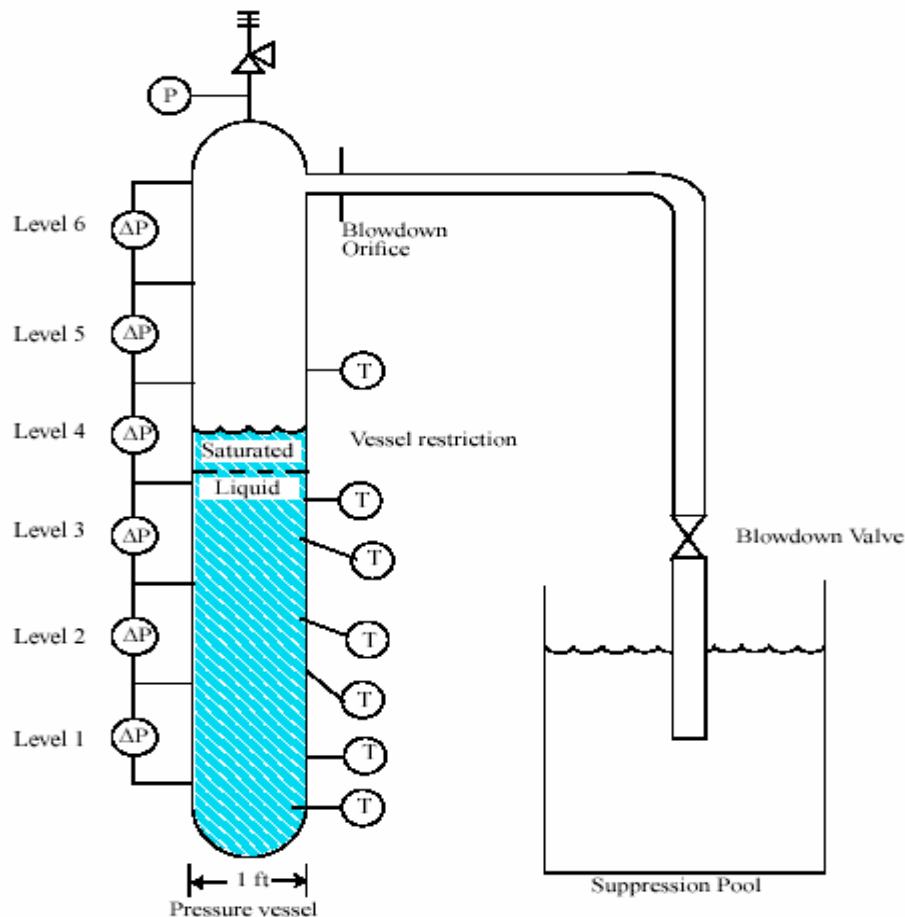 P
Level 6
ΔP
Blowdown
Orifice
Level 5
ΔP
T
Level 4
ΔP
Vessel restriction
Saturated
Liquid
T
Level 3
ΔP
Blowdown Valve
T
Level 2
ΔP
T
T
Level 1
ΔP
T
T
1 ft
Suppression Pool
Pressure vessel